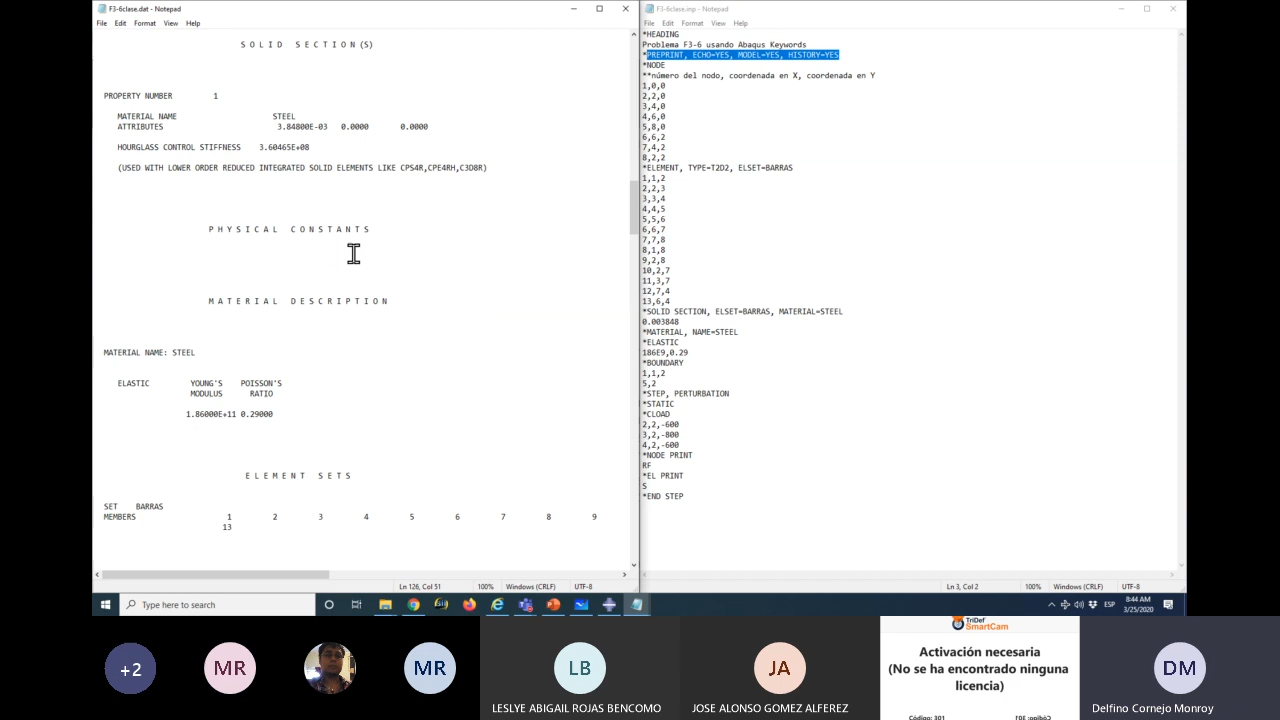 F3-6clase.dat - Notepad
File Edit Format View Help
S O L I D   S E C T I O N (S)
PROPERTY NUMBER 1
MATERIAL NAME STEEL
ATTRIBUTES 3.84800E-03 0.0000 0.0000
HOURGLASS CONTROL STIFFNESS 3.60465E+08
(USED WITH LOWER ORDER REDUCED INTEGRATED SOLID ELEMENTS LIKE CPS4R,CPE4RH,C3D8R)
P H Y S I C A L   C O N S T A N T S
M A T E R I A L   D E S C R I P T I O N
MATERIAL NAME: STEEL
ELASTIC YOUNG'S POISSON'S
MODULUS RATIO
1.86000E+11 0.29000
E L E M E N T   S E T S
SET BARRAS
MEMBERS 1 2 3 4 5 6 7 8 9
13
Ln 126, Col 51 100% Windows (CRLF) UTF-8
F3-6clase.inp - Notepad
File Edit Format View Help
*HEADING
Problema F3-6 usando Abaqus Keywords
*PREPRINT, ECHO=YES, MODEL=YES, HISTORY=YES
*NODE
**número del nodo, coordenada en X, coordenada en Y
1,0,0
2,2,0
3,4,0
4,6,0
5,8,0
6,6,2
7,4,2
8,2,2
*ELEMENT, TYPE=T2D2, ELSET=BARRAS
1,1,2
2,2,3
3,3,4
4,4,5
5,5,6
6,6,7
7,7,8
8,1,8
9,2,8
10,2,7
11,3,7
12,7,4
13,6,4
*SOLID SECTION, ELSET=BARRAS, MATERIAL=STEEL
0.003848
*MATERIAL, NAME=STEEL
*ELASTIC
186E9,0.29
*BOUNDARY
1,1,2
5,2
*STEP, PERTURBATION
*STATIC
*CLOAD
2,2,-600
3,2,-800
4,2,-600
*NODE PRINT
RF
*EL PRINT
S
*END STEP
Ln 3, Col 2 100% Windows (CRLF) UTF-8
Type here to search
ESP
8:44 AM
3/25/2020
+2
MR
MR
LB
LESLYE ABIGAIL ROJAS BENCOMO
JA
JOSE ALONSO GOMEZ ALFEREZ
TriDef
SmartCam
Activación necesaria
(No se ha encontrado ninguna
licencia)
Código: 301
DM
Delfino Cornejo Monroy